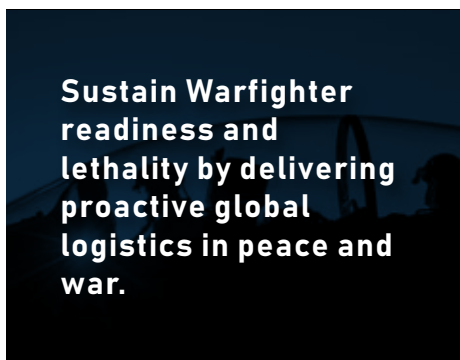 Sustain Warfighter
readiness and
lethality by delivering
proactive global
logistics in peace and
war.